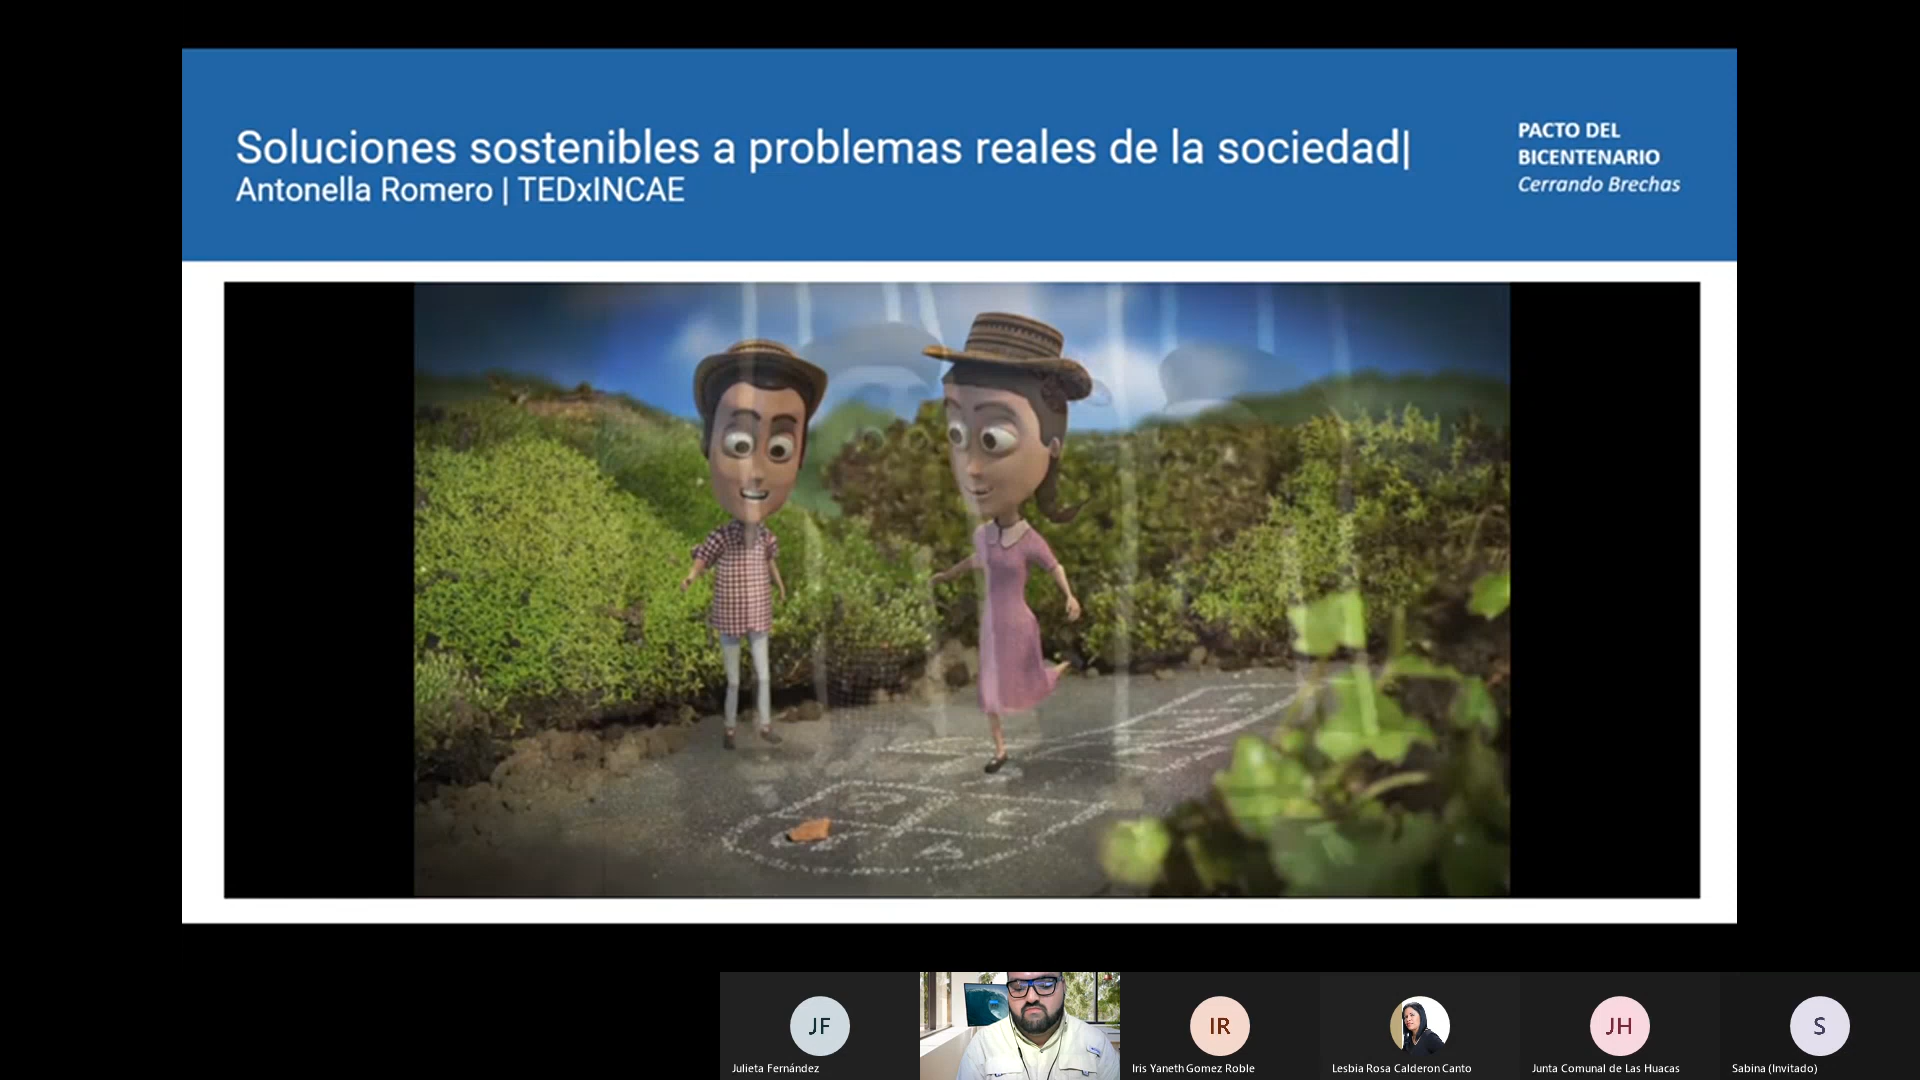 Soluciones sostenibles a problemas reales de la sociedad|
Antonella Romero | TEDxINCAE
PACTO DEL
BICENTENARIO
Cerrando Brechas
JF
IR
JH
S
Julieta Fernández
Iris Yaneth Gomez Roble
Lesbia Rosa Calderon Canto
Junta Comunal de Las Huacas
Sabina (Invitado)